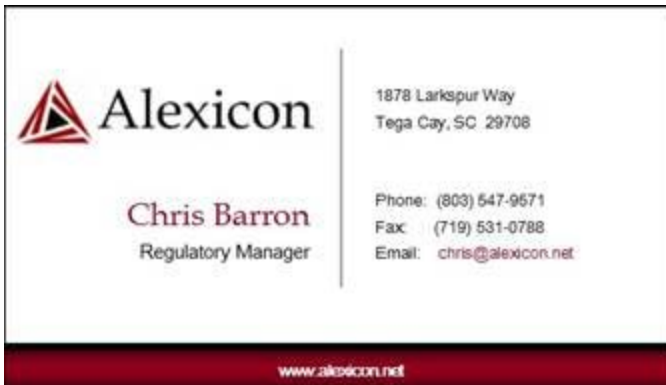 Alexicon
Chris Barron
Regulatory Manager
1878 Larkspur Way
Tega Cay, SC 29708
Phone: (803) 547-9571
Fax: (719) 531-0788
Email: chris@alexicon.net
www.alexicon.net